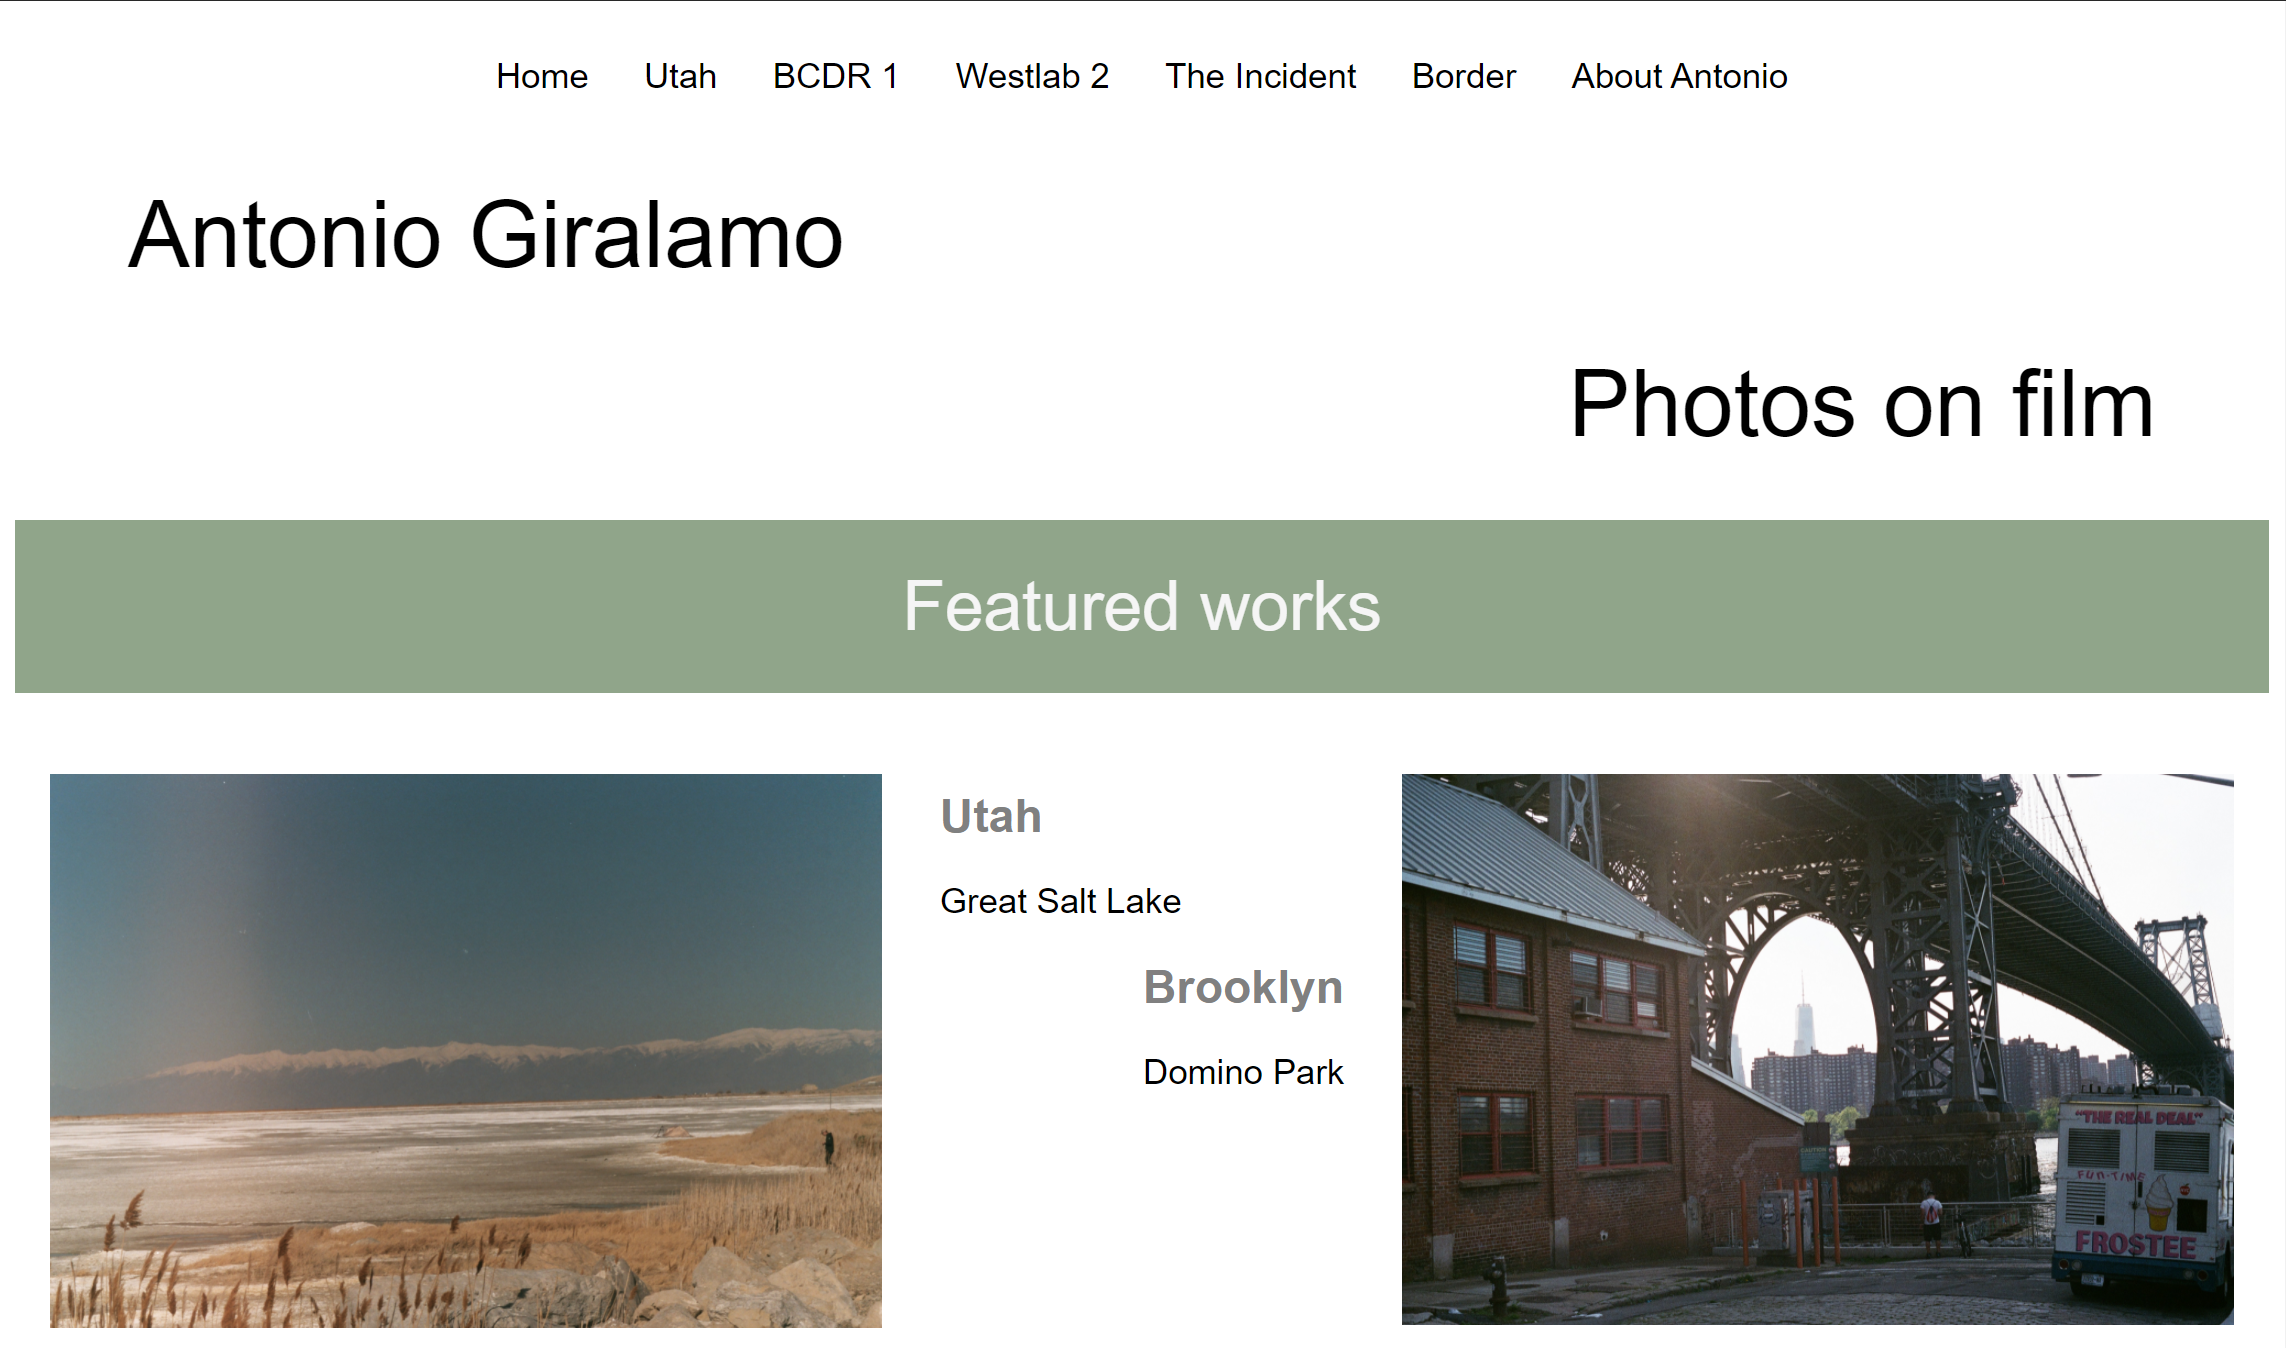 Home Utah BCDR 1 Westlab 2 The Incident Border About Antonio
Antonio Giralamo
Photos on film
Featured works
Utah
Great Salt Lake
Brooklyn
Domino Park
CAUTION
"THE REAL DEAL"
FUN-TIME
FROSTEE